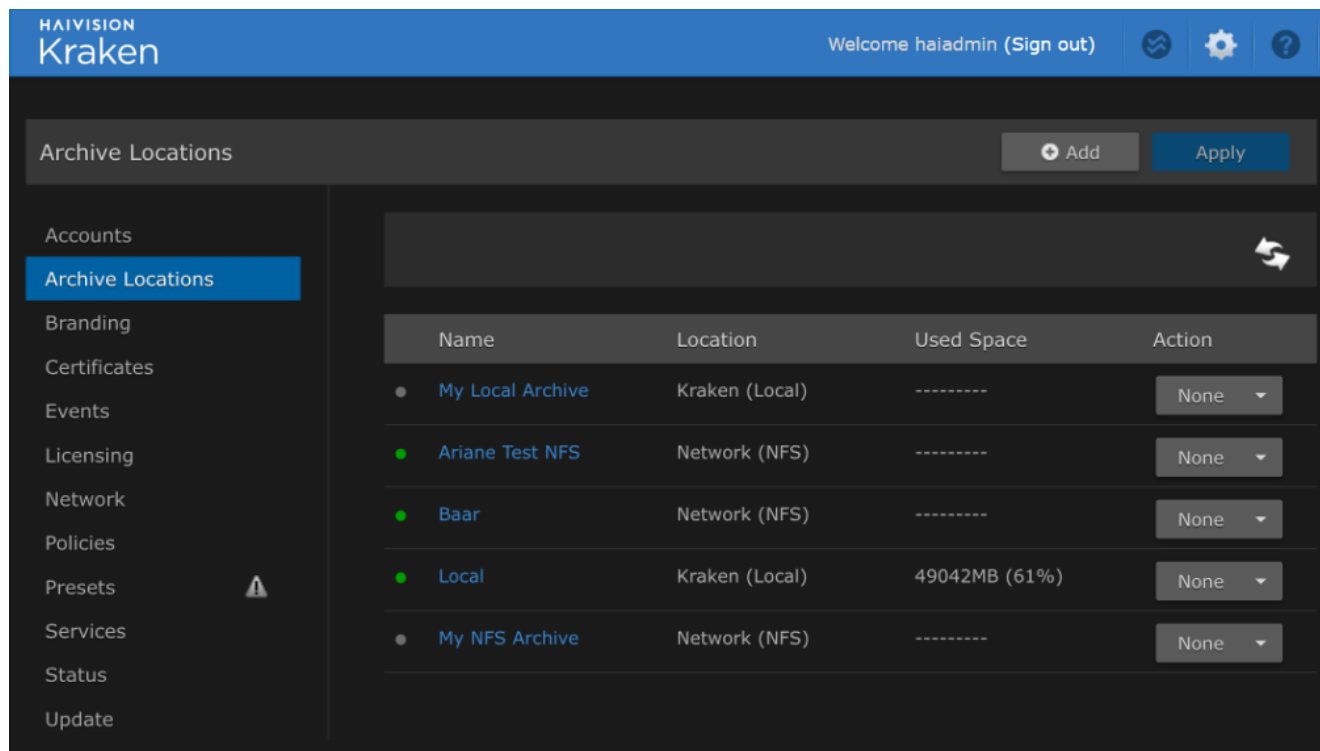 HAIVISION
Kraken
Welcome haiadmin (Sign out)
Archive Locations
Add
Apply
Accounts
Archive Locations
Branding
Certificates
Events
Licensing
Network
Policies
Presets
Services
Status
Update
Name Location Used Space Action
My Local Archive Kraken (Local) --------- None
Ariane Test NFS Network (NFS) --------- None
Baar Network (NFS) --------- None
Local Kraken (Local) 49042MB (61%) None
My NFS Archive Network (NFS) --------- None